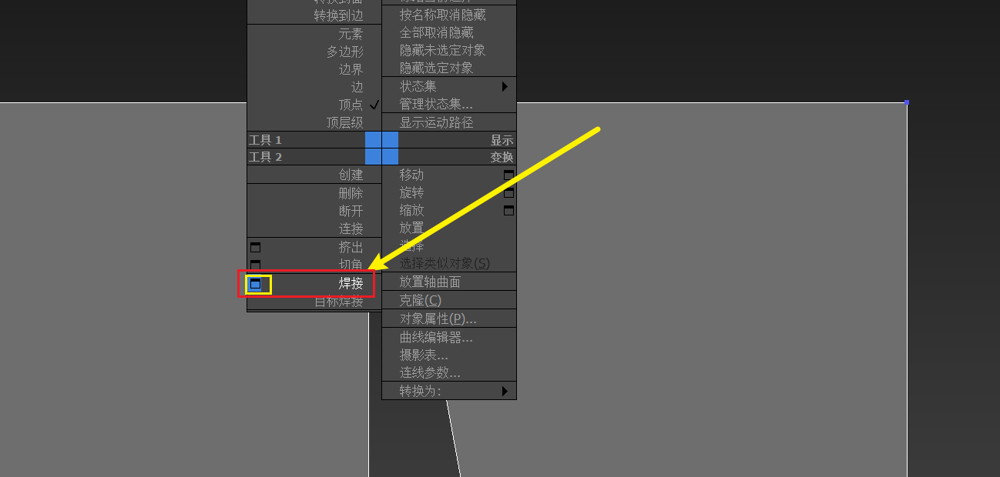 转换到面
转换到边
元素
多边形
边界
边
顶点
顶层级
工具 1
工具 2
创建
删除
断开
连接
挤出
切角
焊接
目标焊接
按名称取消隐藏
全部取消隐藏
隐藏未选定对象
隐藏选定对象
状态集
管理状态集...
显示运动路径
显示
变换
移动
旋转
缩放
放置
选择
选择类似对象(S)
放置轴曲面
克隆(C)
对象属性(P)...
曲线编辑器...
摄影表...
连线参数...
转换为: